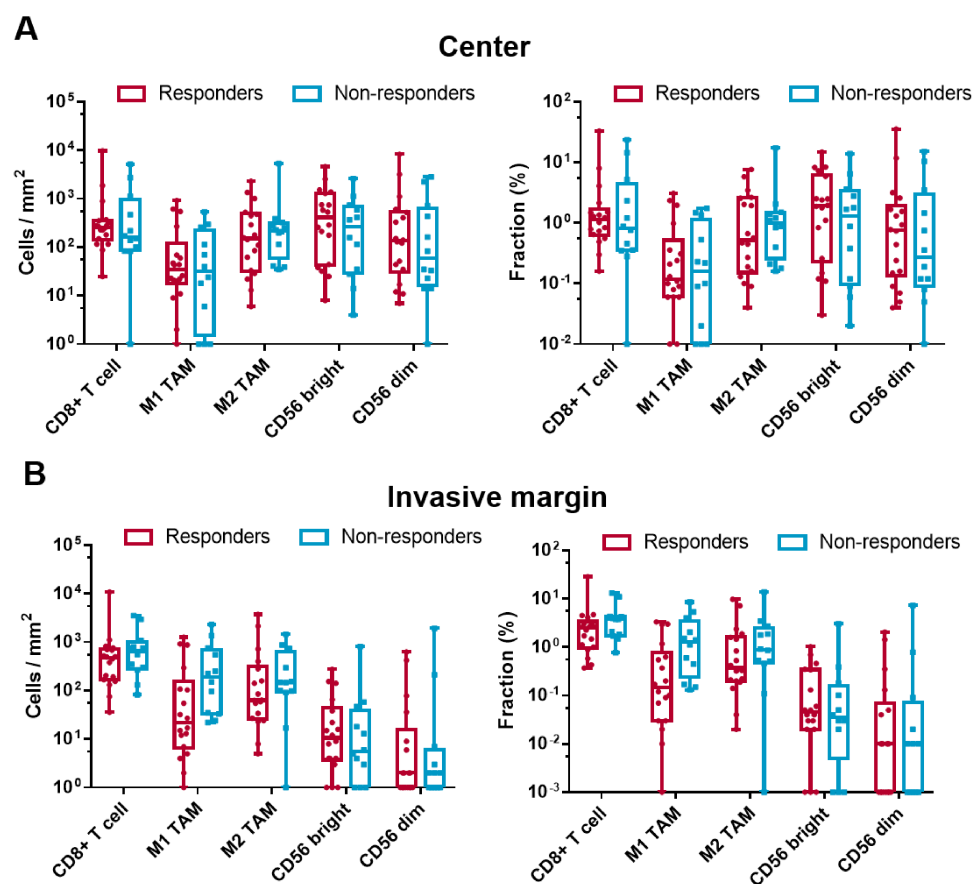 A
Center
Responders Non-responders
Cells / mm²
10⁵
10⁴
10³
10²
10¹
10⁰
CD8+ T cell
M1 TAM
M2 TAM
CD56 bright
CD56 dim
Responders Non-responders
Fraction (%)
10²
10¹
10⁰
10⁻¹
10⁻²
CD8+ T cell
M1 TAM
M2 TAM
CD56 bright
CD56 dim
B
Invasive margin
Responders Non-responders
Cells / mm²
10⁵
10⁴
10³
10²
10¹
10⁰
CD8+ T cell
M1 TAM
M2 TAM
CD56 bright
CD56 dim
Responders Non-responders
Fraction (%)
10²
10¹
10⁰
10⁻¹
10⁻²
10⁻³
CD8+ T cell
M1 TAM
M2 TAM
CD56 bright
CD56 dim